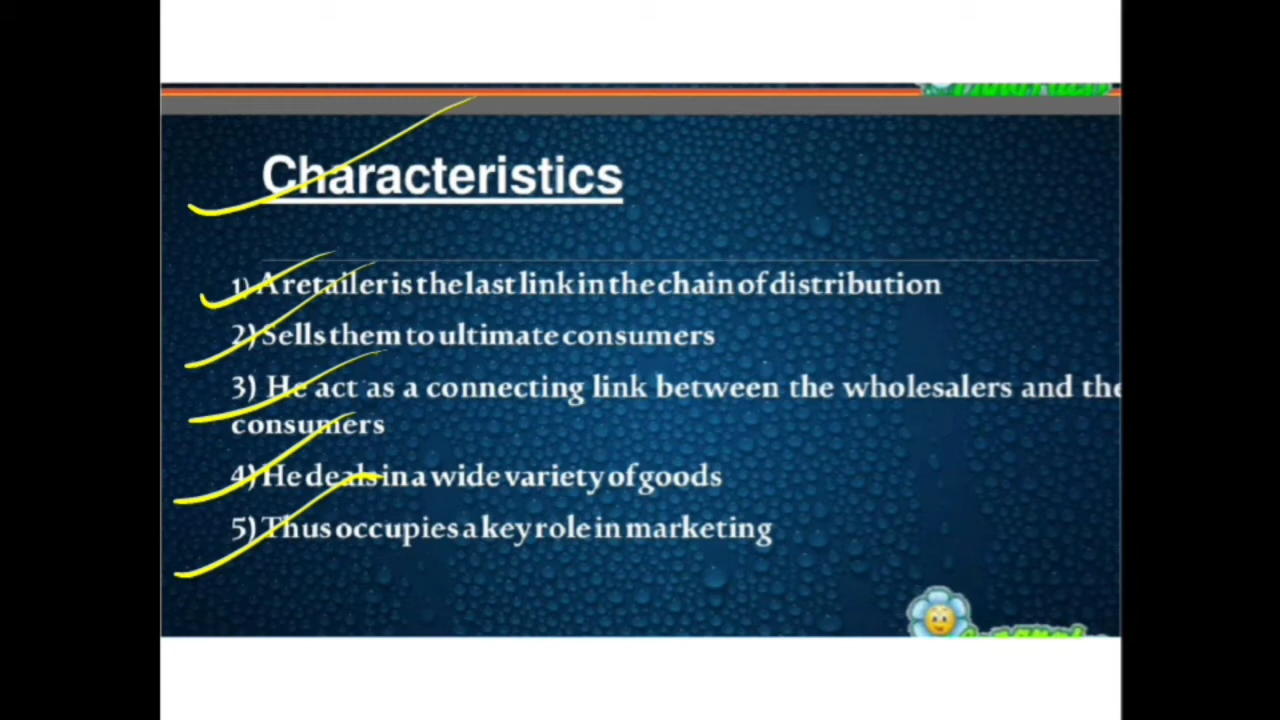 Characteristics
1) A retailer is the last link in the chain of distribution
2) Sells them to ultimate consumers
3) He act as a connecting link between the wholesalers and the
consumers
4) He deals in a wide variety of goods
5) Thus occupies a key role in marketing